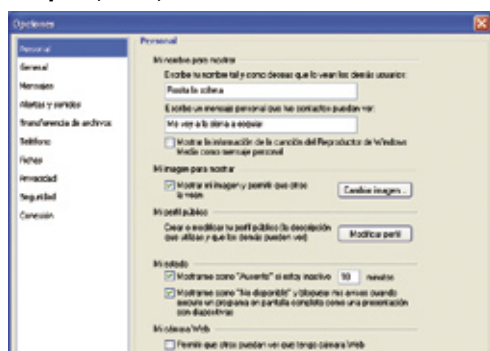 Opciones
Personal
General
Mensajes
Alertas y sonidos
Transferencia de archivos
Teléfono
Fichas
Privacidad
Seguridad
Conexión
Personal
Mi nombre para mostrar
Escribe tu nombre tal y como deseas que lo vean los demás usuarios:
Escribe un mensaje personal que tus contactos puedan ver:
Me voy a la sierra a esquiar
Mostrar la información de la canción del Reproductor de Windows
Media como mensaje personal
Mi imagen para mostrar
Mostrar mi imagen y permitir que otros
la vean
Cambiar imagen...
Mi perfil público
Crear o modificar tu perfil público (la descripción
que utilizas y que los demás pueden ver)
Modificar perfil
Mi estado
Mostrarme como "Ausente" si estoy inactivo 10 minutos
Mostrarme como "No disponible" y bloquear mis avisos cuando
ejecute un programa en pantalla completa como una presentación
con diapositivas
Mi cámara Web
Permitir que otros puedan ver que tengo cámara Web